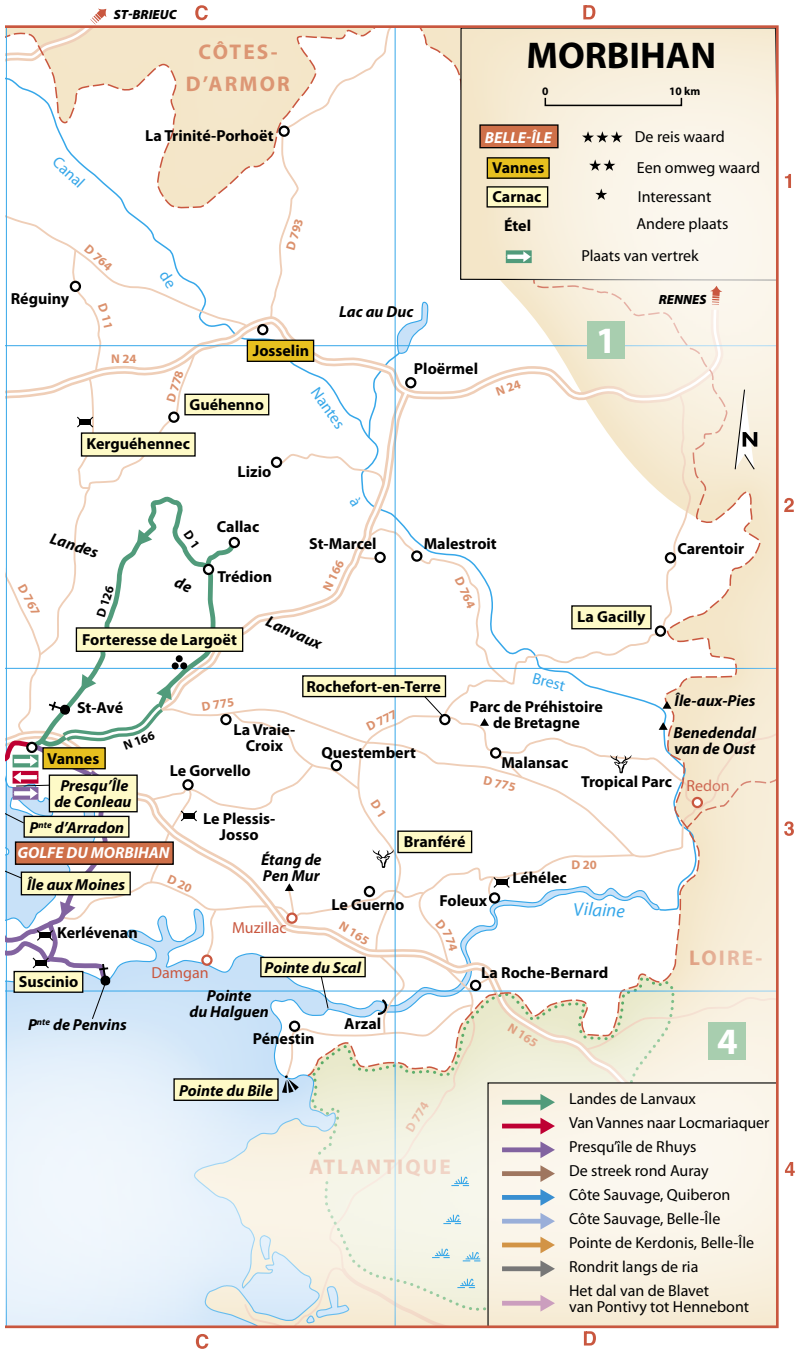 C
D
ST-BRIEUC
CÔTES-
D'ARMOR
MORBIHAN
0
10 km
BELLE-ÎLE
★★★
De reis waard
Vannes
★★
Een omweg waard
Carnac
★
Interessant
Étel
Andere plaats
Plaats van vertrek
1
La Trinité-Porhoët
Canal
de
D 793
D 764
Réguiny
D 11
Lac au Duc
RENNES
1
Josselin
N 24
D 778
Ploërmel
N 24
Guéhenno
Nantes
Kerguéhennec
N
Lizio
à
2
Callac
Landes
D 1
St-Marcel
Malestroit
Carentoir
Trédion
de
N 166
D 764
D 767
D 126
La Gacilly
Forteresse de Largoët
Lanvaux
Rochefort-en-Terre
Brest
Île-aux-Pies
St-Avé
D 775
D 777
Parc de Préhistoire
de Bretagne
Benedendal
van de Oust
N 166
La Vraie-
Croix
Questembert
Malansac
Vannes
Le Gorvello
D 775
Tropical Parc
Redon
Presqu'Île
de Conleau
D 1
Pnte d'Arradon
Le Plessis-
Josso
Branféré
3
GOLFE DU MORBIHAN
Étang de
Pen Mur
D 20
Île aux Moines
D 20
Léhélec
Le Guerno
Foleux
Vilaine
Muzillac
N 165
D 774
Kerlévenan
LOIRE-
Damgan
Pointe du Scal
Suscinio
La Roche-Bernard
Pointe
du Halguen
Pnte de Penvins
Arzal
Pénestin
N 165
4
Pointe du Bile
D 774
ATLANTIQUE
4
Landes de Lanvaux
Van Vannes naar Locmariaquer
Presqu'île de Rhuys
De streek rond Auray
Côte Sauvage, Quiberon
Côte Sauvage, Belle-Île
Pointe de Kerdonis, Belle-Île
Rondrit langs de ria
Het dal van de Blavet
van Pontivy tot Hennebont
C
D